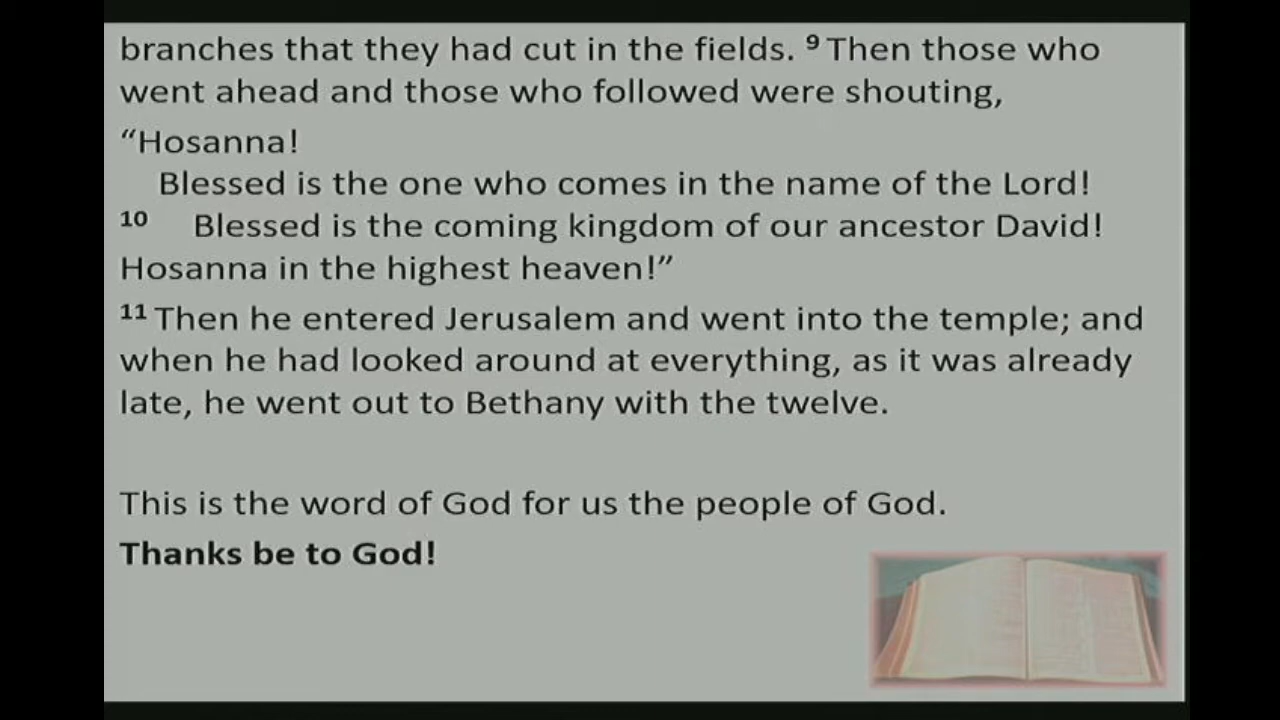 branches that they had cut in the fields. 9 Then those who
went ahead and those who followed were shouting,
“Hosanna!
Blessed is the one who comes in the name of the Lord!
10 Blessed is the coming kingdom of our ancestor David!
Hosanna in the highest heaven!”
11 Then he entered Jerusalem and went into the temple; and
when he had looked around at everything, as it was already
late, he went out to Bethany with the twelve.
This is the word of God for us the people of God.
Thanks be to God!